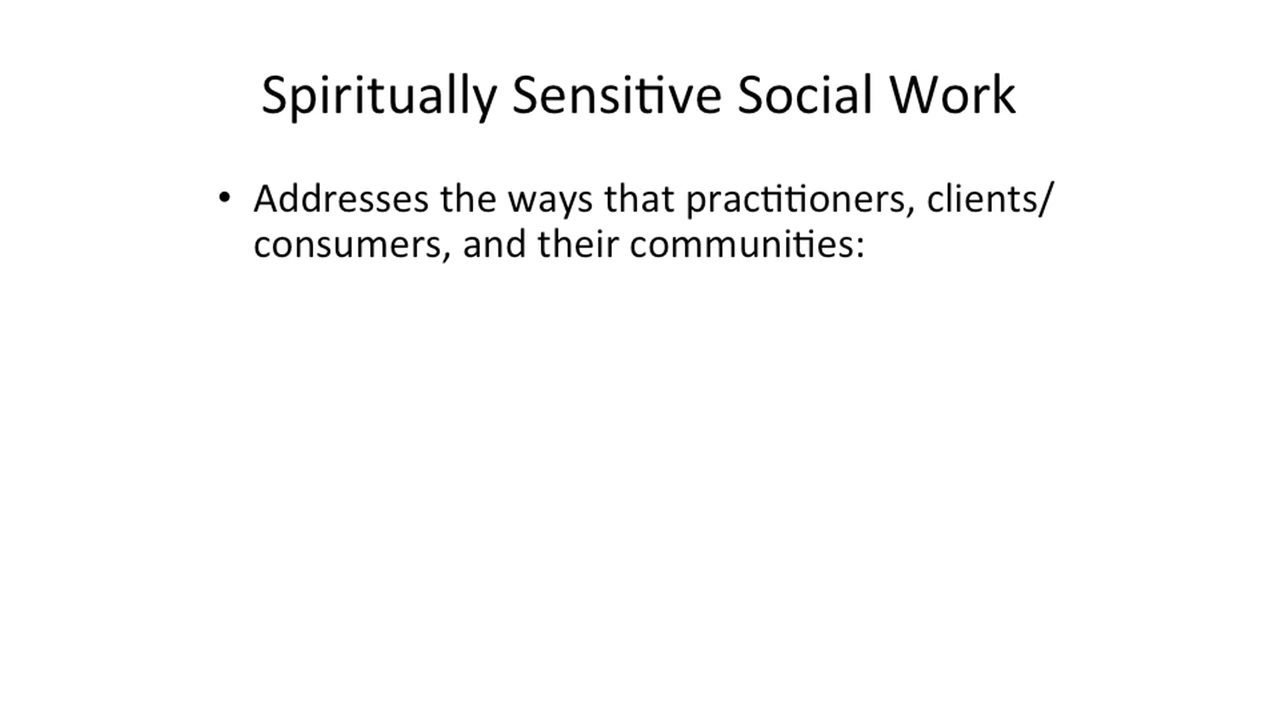 Spiritually Sensitive Social Work
• Addresses the ways that practitioners, clients/
consumers, and their communities: